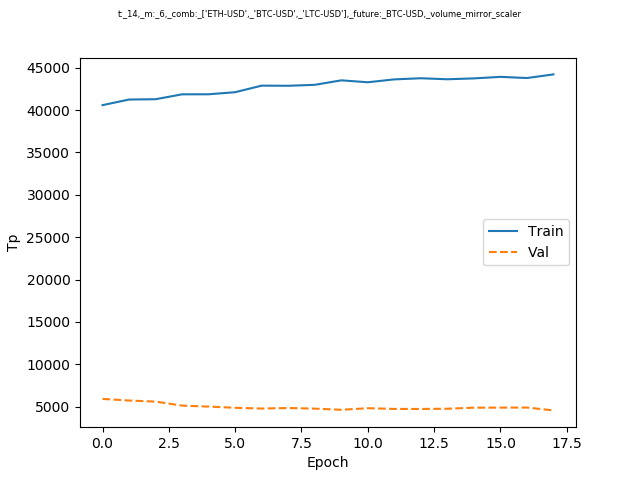 t:_14,_m:_6,_comb:_['ETH-USD',_'BTC-USD',_'LTC-USD'],_future:_BTC-USD,_volume_mirror_scaler
45000
40000
35000
30000
25000
20000
15000
10000
5000
Tp
Train
Val
0.0 2.5 5.0 7.5 10.0 12.5 15.0 17.5
Epoch